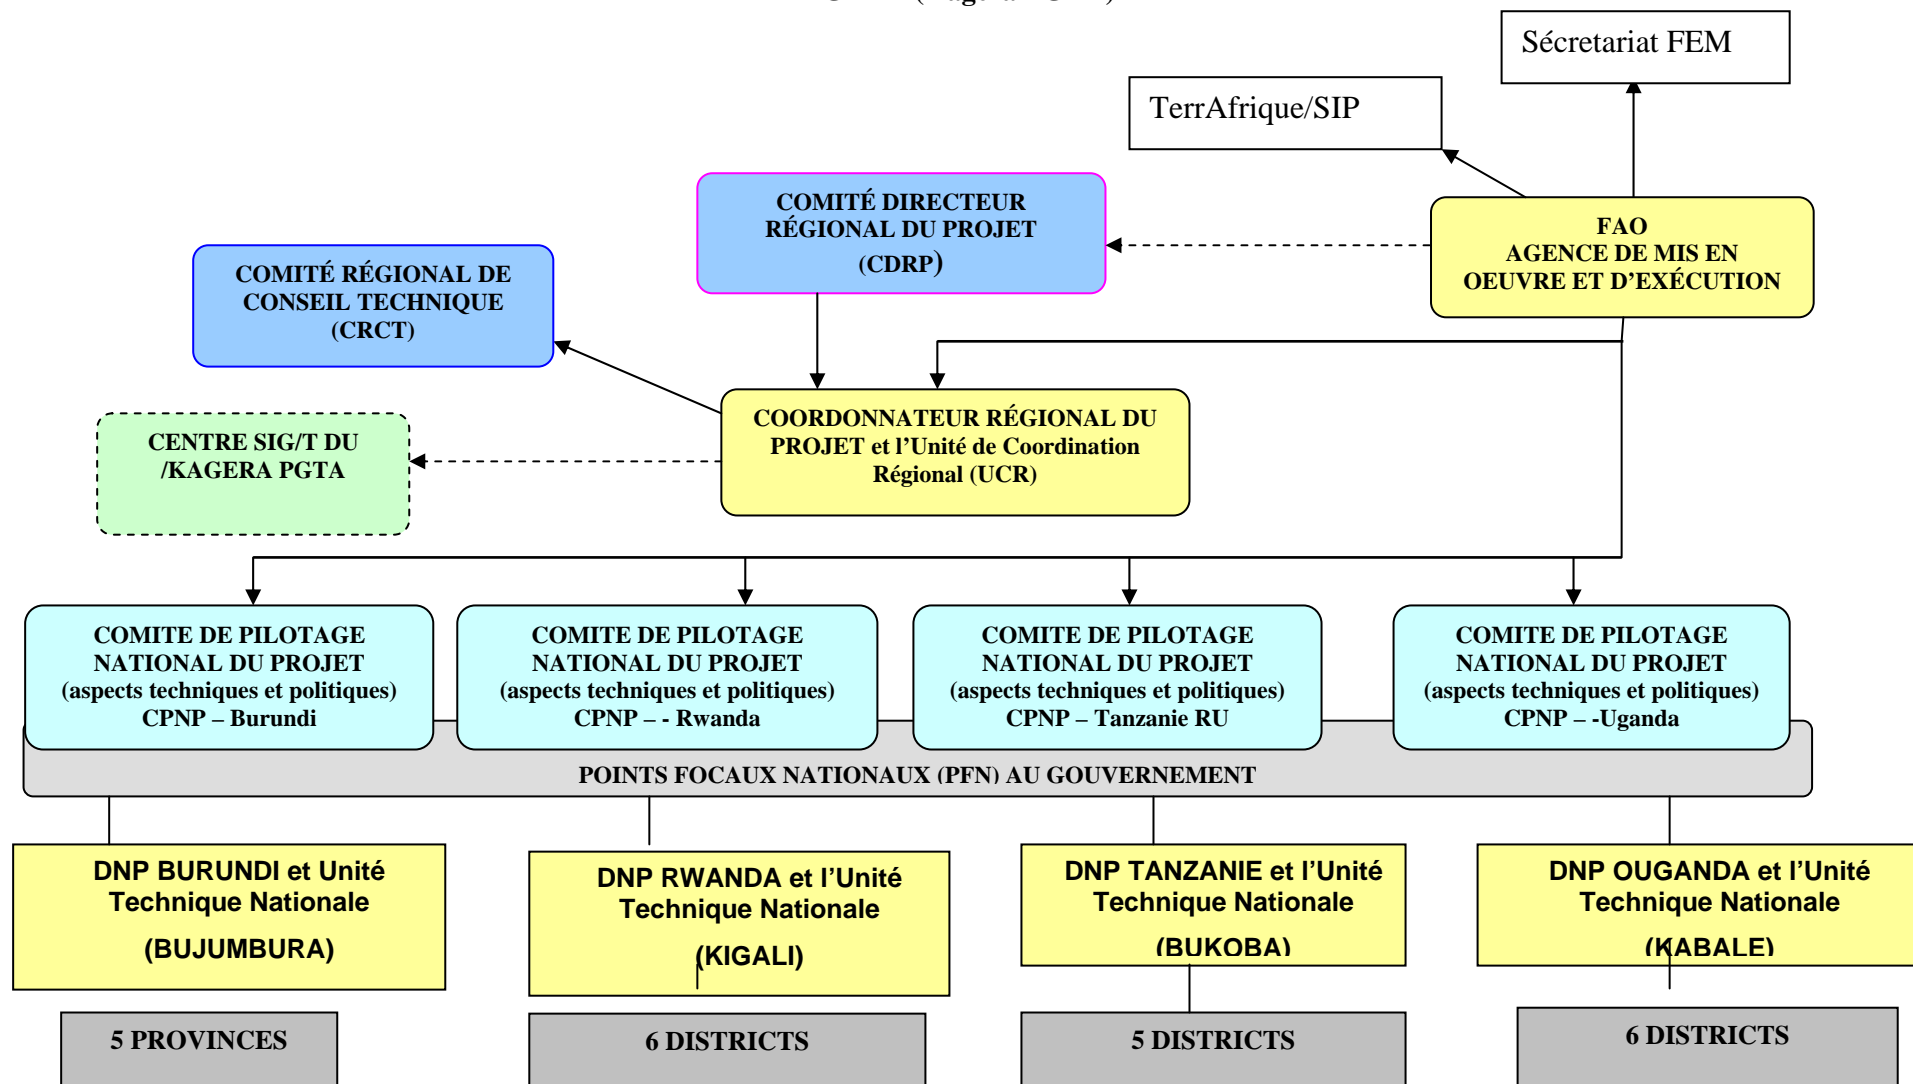 Sécretariat FEM
TerrAfrique/SIP
COMITÉ DIRECTEUR
RÉGIONAL DU PROJET
(CDRP)
FAO
AGENCE DE MIS EN
OEUVRE ET D'EXÉCUTION
COMITÉ RÉGIONAL DE
CONSEIL TECHNIQUE
(CRCT)
COORDONNATEUR RÉGIONAL DU
PROJET et l'Unité de Coordination
Régional (UCR)
CENTRE SIG/T DU
/KAGERA PGTA
COMITE DE PILOTAGE
NATIONAL DU PROJET
(aspects techniques et politiques)
CPNP – Burundi
COMITE DE PILOTAGE
NATIONAL DU PROJET
(aspects techniques et politiques)
CPNP – - Rwanda
COMITE DE PILOTAGE
NATIONAL DU PROJET
(aspects techniques et politiques)
CPNP – Tanzanie RU
COMITE DE PILOTAGE
NATIONAL DU PROJET
(aspects techniques et politiques)
CPNP – -Uganda
POINTS FOCAUX NATIONAUX (PFN) AU GOUVERNEMENT
DNP BURUNDI et Unité
Technique Nationale
(BUJUMBURA)
DNP RWANDA et l'Unité
Technique Nationale
(KIGALI)
DNP TANZANIE et l'Unité
Technique Nationale
(BUKOBA)
DNP OUGANDA et l'Unité
Technique Nationale
(KABALE)
5 PROVINCES
6 DISTRICTS
5 DISTRICTS
6 DISTRICTS